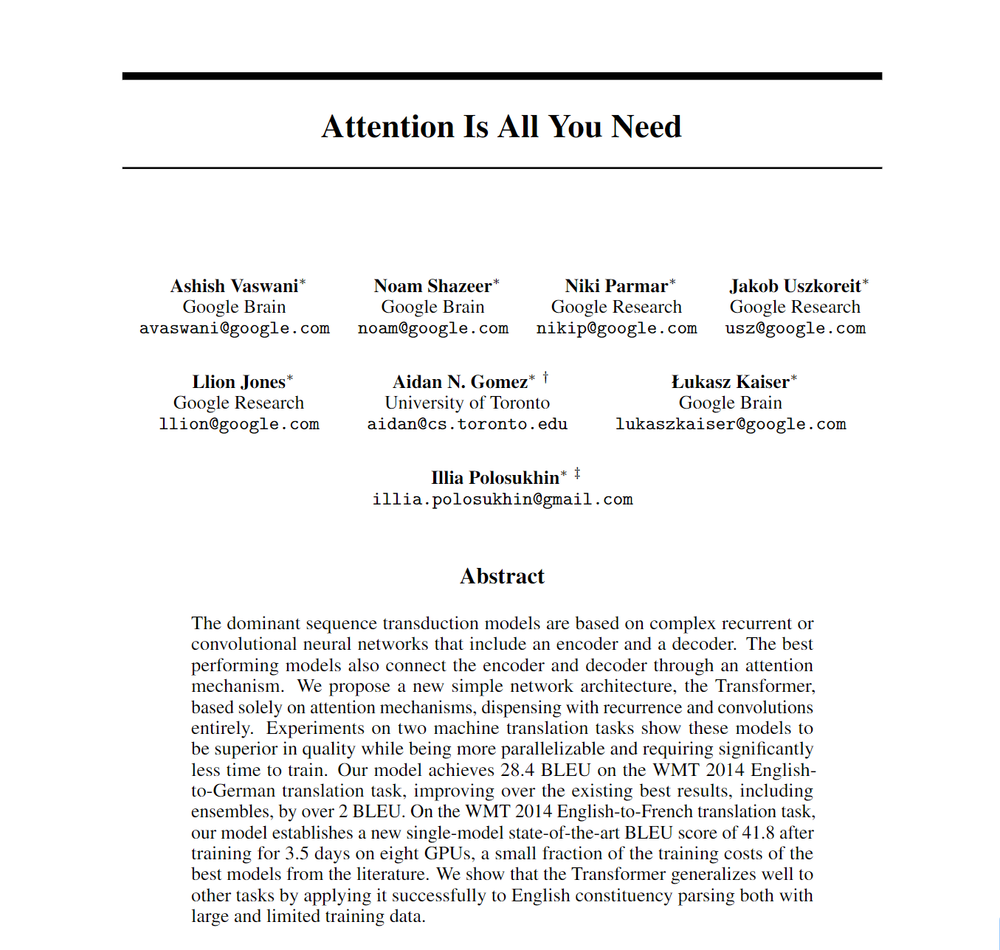 Attention Is All You Need
Ashish Vaswani* Noam Shazeer* Niki Parmar* Jakob Uszkoreit*
Google Brain Google Brain Google Research Google Research
avaswani@google.com noam@google.com nikip@google.com usz@google.com
Llion Jones* Aidan N. Gomez* † Łukasz Kaiser*
Google Research University of Toronto Google Brain
llion@google.com aidan@cs.toronto.edu lukaszkaiser@google.com
Illia Polosukhin* ‡
illia.polosukhin@gmail.com
Abstract
The dominant sequence transduction models are based on complex recurrent or
convolutional neural networks that include an encoder and a decoder. The best
performing models also connect the encoder and decoder through an attention
mechanism. We propose a new simple network architecture, the Transformer,
based solely on attention mechanisms, dispensing with recurrence and convolutions
entirely. Experiments on two machine translation tasks show these models to
be superior in quality while being more parallelizable and requiring significantly
less time to train. Our model achieves 28.4 BLEU on the WMT 2014 English-
to-German translation task, improving over the existing best results, including
ensembles, by over 2 BLEU. On the WMT 2014 English-to-French translation task,
our model establishes a new single-model state-of-the-art BLEU score of 41.8 after
training for 3.5 days on eight GPUs, a small fraction of the training costs of the
best models from the literature. We show that the Transformer generalizes well to
other tasks by applying it successfully to English constituency parsing both with
large and limited training data.